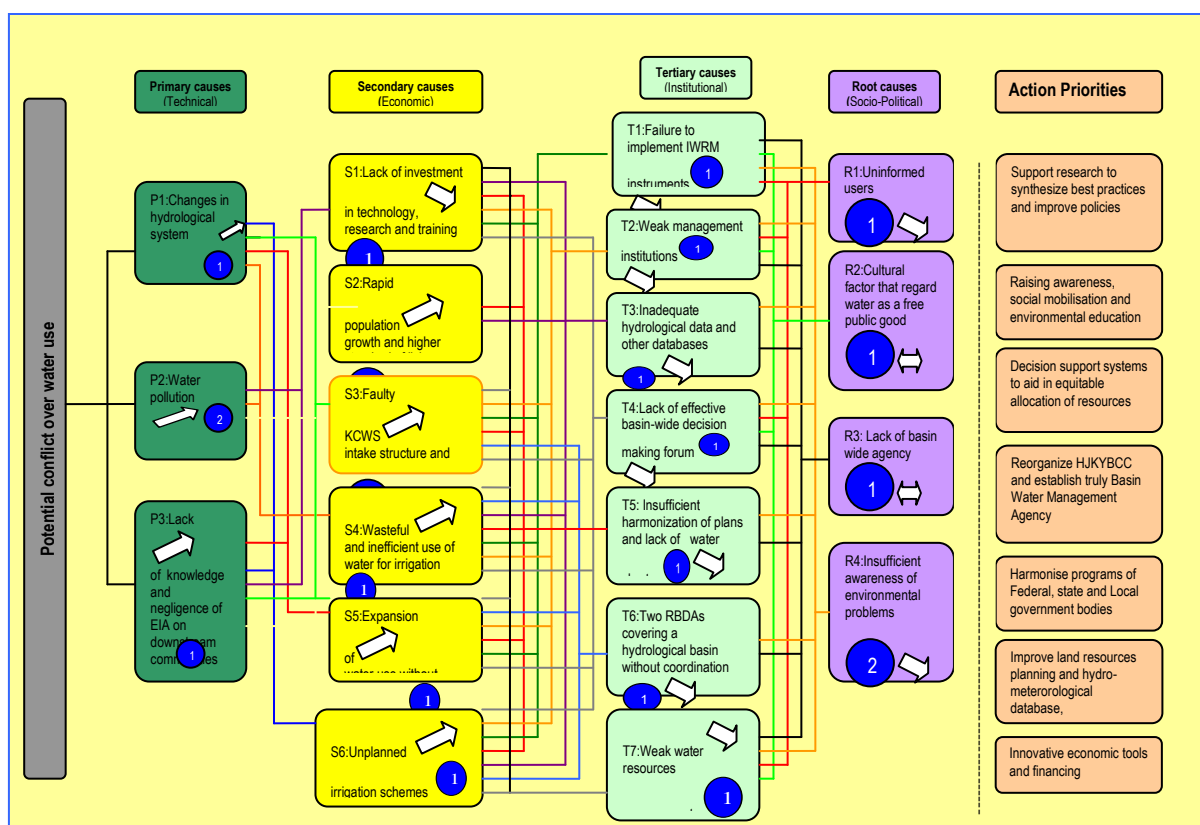 Potential conflict over water use
Primary causes
(Technical)
P1:Changes in
hydrological
system
1
P2:Water
pollution
2
P3:Lack
of knowledge
and
negligence of
EIA on
downstream
1
Secondary causes
(Economic)
S1:Lack of investment
in technology,
research and training
1
S2:Rapid
population
growth and higher
S3:Faulty
KCWS
intake structure and
S4:Wasteful
and inefficient use of
water for irrigation
1
S5:Expansion
of
water use without
1
S6:Unplanned
1
irrigation schemes
Tertiary causes
(Institutional)
T1:Failure to
implement IWRM
1
instruments
T2:Weak management
institutions
1
T3:Inadequate
hydrological data and
other databases
1
T4:Lack of effective
basin-wide decision
making forum
1
T5: Insufficient
harmonization of plans
and lack of water
1
T6:Two RBDAs
covering a
hydrological basin
without coordination
1
T7:Weak water
resources
1
Root causes
(Socio-Political)
R1:Uninformed
users
1
R2:Cultural
factor that regard
water as a free
public good
1
R3: Lack of basin
wide agency
1
R4:Insufficient
awareness of
environmental
problems
2
Action Priorities
Support research to
synthesize best practices
and improve policies
Raising awareness,
social mobilisation and
environmental education
Decision support systems
to aid in equitable
allocation of resources
Reorganize HJKYBCC
and establish truly Basin
Water Management
Agency
Harmonise programs of
Federal, state and Local
government bodies
Improve land resources
planning and hydro-
meterorological
database,
Innovative economic tools
and financing